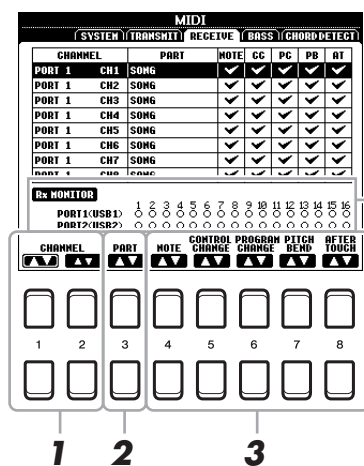 MIDI
SYSTEM TRANSMIT RECEIVE BASS CHORD DETECT
CHANNEL PART NOTE CC PC PB AT
PORT 1 CH1 SONG
PORT 1 CH2 SONG
PORT 1 CH3 SONG
PORT 1 CH4 SONG
PORT 1 CH5 SONG
PORT 1 CH6 SONG
PORT 1 CH7 SONG
PORT 1 CH8 SONG
Rx MONITOR
1 2 3 4 5 6 7 8 9 10 11 12 13 14 15 16
PORT1(USB1)
PORT2(USB2)
CHANNEL PART NOTE CONTROL CHANGE PROGRAM CHANGE PITCH BEND AFTER TOUCH
1 2 3 4 5 6 7 8
1 2 3